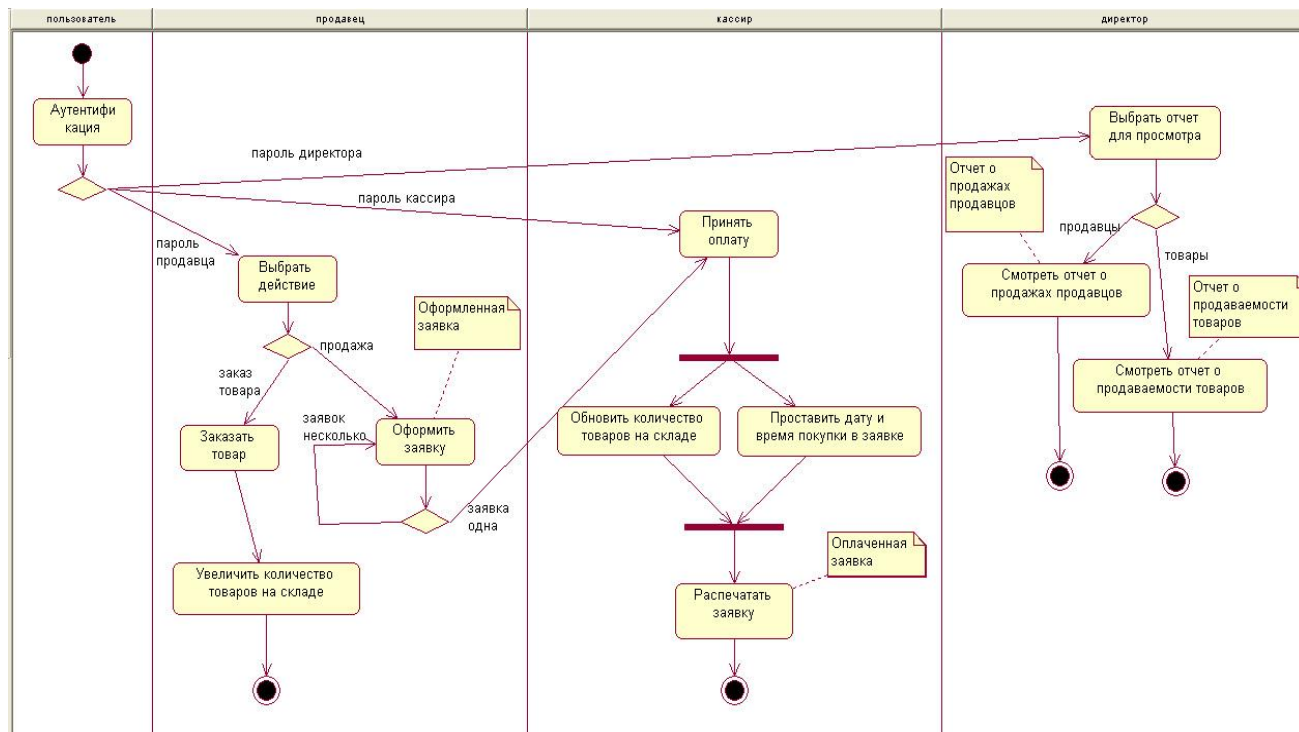 пользователь
продавец
кассир
директор
Аутентифи
кация
пароль директора
пароль кассира
пароль
продавца
Выбрать отчет
для просмотра
Отчет о
продажах
продавцов
продавцы
товары
Принять
оплату
Выбрать
действие
Смотреть отчет о
продажах продавцов
Отчет о
продаваемости
товаров
Оформленная
заявка
продажа
заказ
товара
Смотреть отчет о
продаваемости товаров
заявок
несколько
Оформить
заявку
Заказать
товар
Обновить количество
товаров на складе
Проставить дату и
время покупки в заявке
заявка
одна
Оплаченная
заявка
Увеличить количество
товаров на складе
Распечатать
заявку